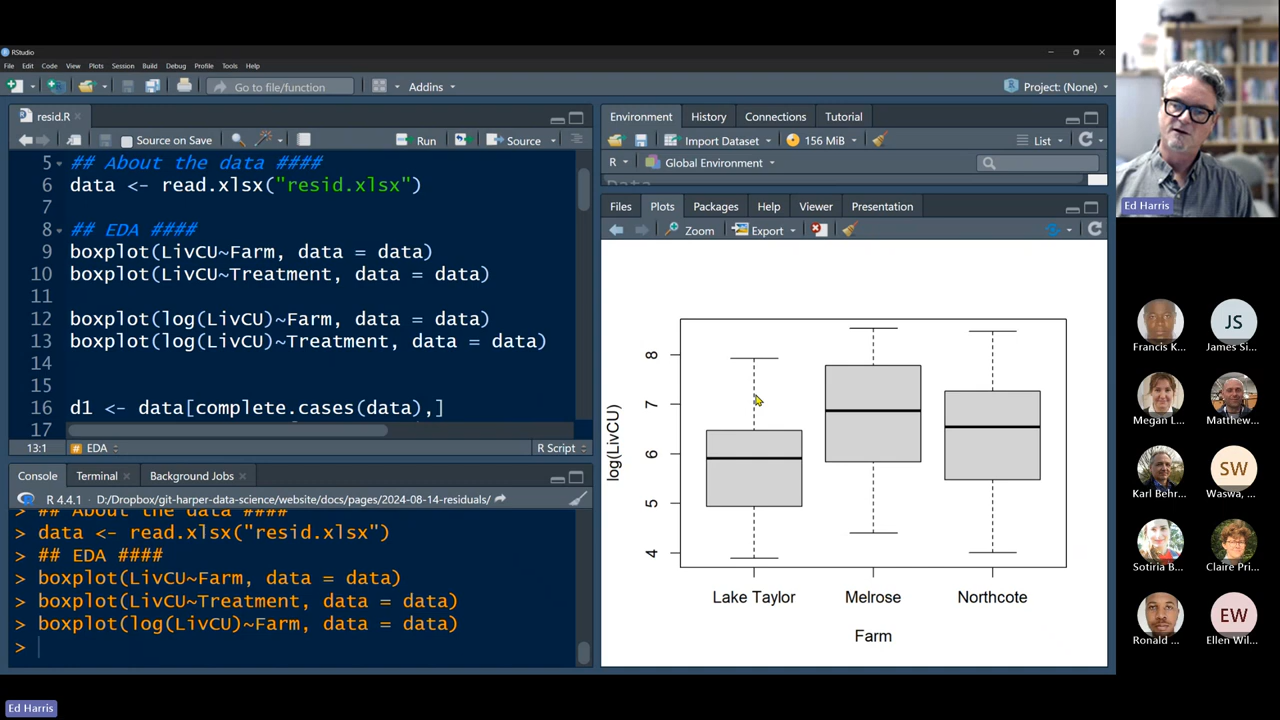 RStudio
File Edit Code View Plots Session Build Debug Profile Tools Help
Go to file/function
Addins
Project: (None)
resid.R
Source on Save
Run
Source
5 ## About the data ####
6 data <- read.xlsx("resid.xlsx")
7
8 ## EDA ####
9 boxplot(LivCU~Farm, data = data)
10 boxplot(LivCU~Treatment, data = data)
11
12 boxplot(log(LivCU)~Farm, data = data)
13 boxplot(log(LivCU)~Treatment, data = data)
14
15
16 d1 <- data[complete.cases(data),]
17
13:1
# EDA
R Script
Console Terminal Background Jobs
R 4.4.1 · D:/Dropbox/git-harper-data-science/website/docs/pages/2024-08-14-residuals/
> ## About the data ####
> data <- read.xlsx("resid.xlsx")
> ## EDA ####
> boxplot(LivCU~Farm, data = data)
> boxplot(LivCU~Treatment, data = data)
> boxplot(log(LivCU)~Farm, data = data)
>
Environment History Connections Tutorial
Import Dataset
156 MiB
List
R
Global Environment
Data
Files Plots Packages Help Viewer Presentation
Zoom
Export
log(LivCU)
8
7
6
5
4
Lake Taylor Melrose Northcote
Farm
Ed Harris
JS
Francis K... James Si...
Megan L... Matthew...
SW
Karl Behr... Waswa, ...
Sotiria B... Claire Pri...
EW
Ronald ... Ellen Wil...
Ed Harris